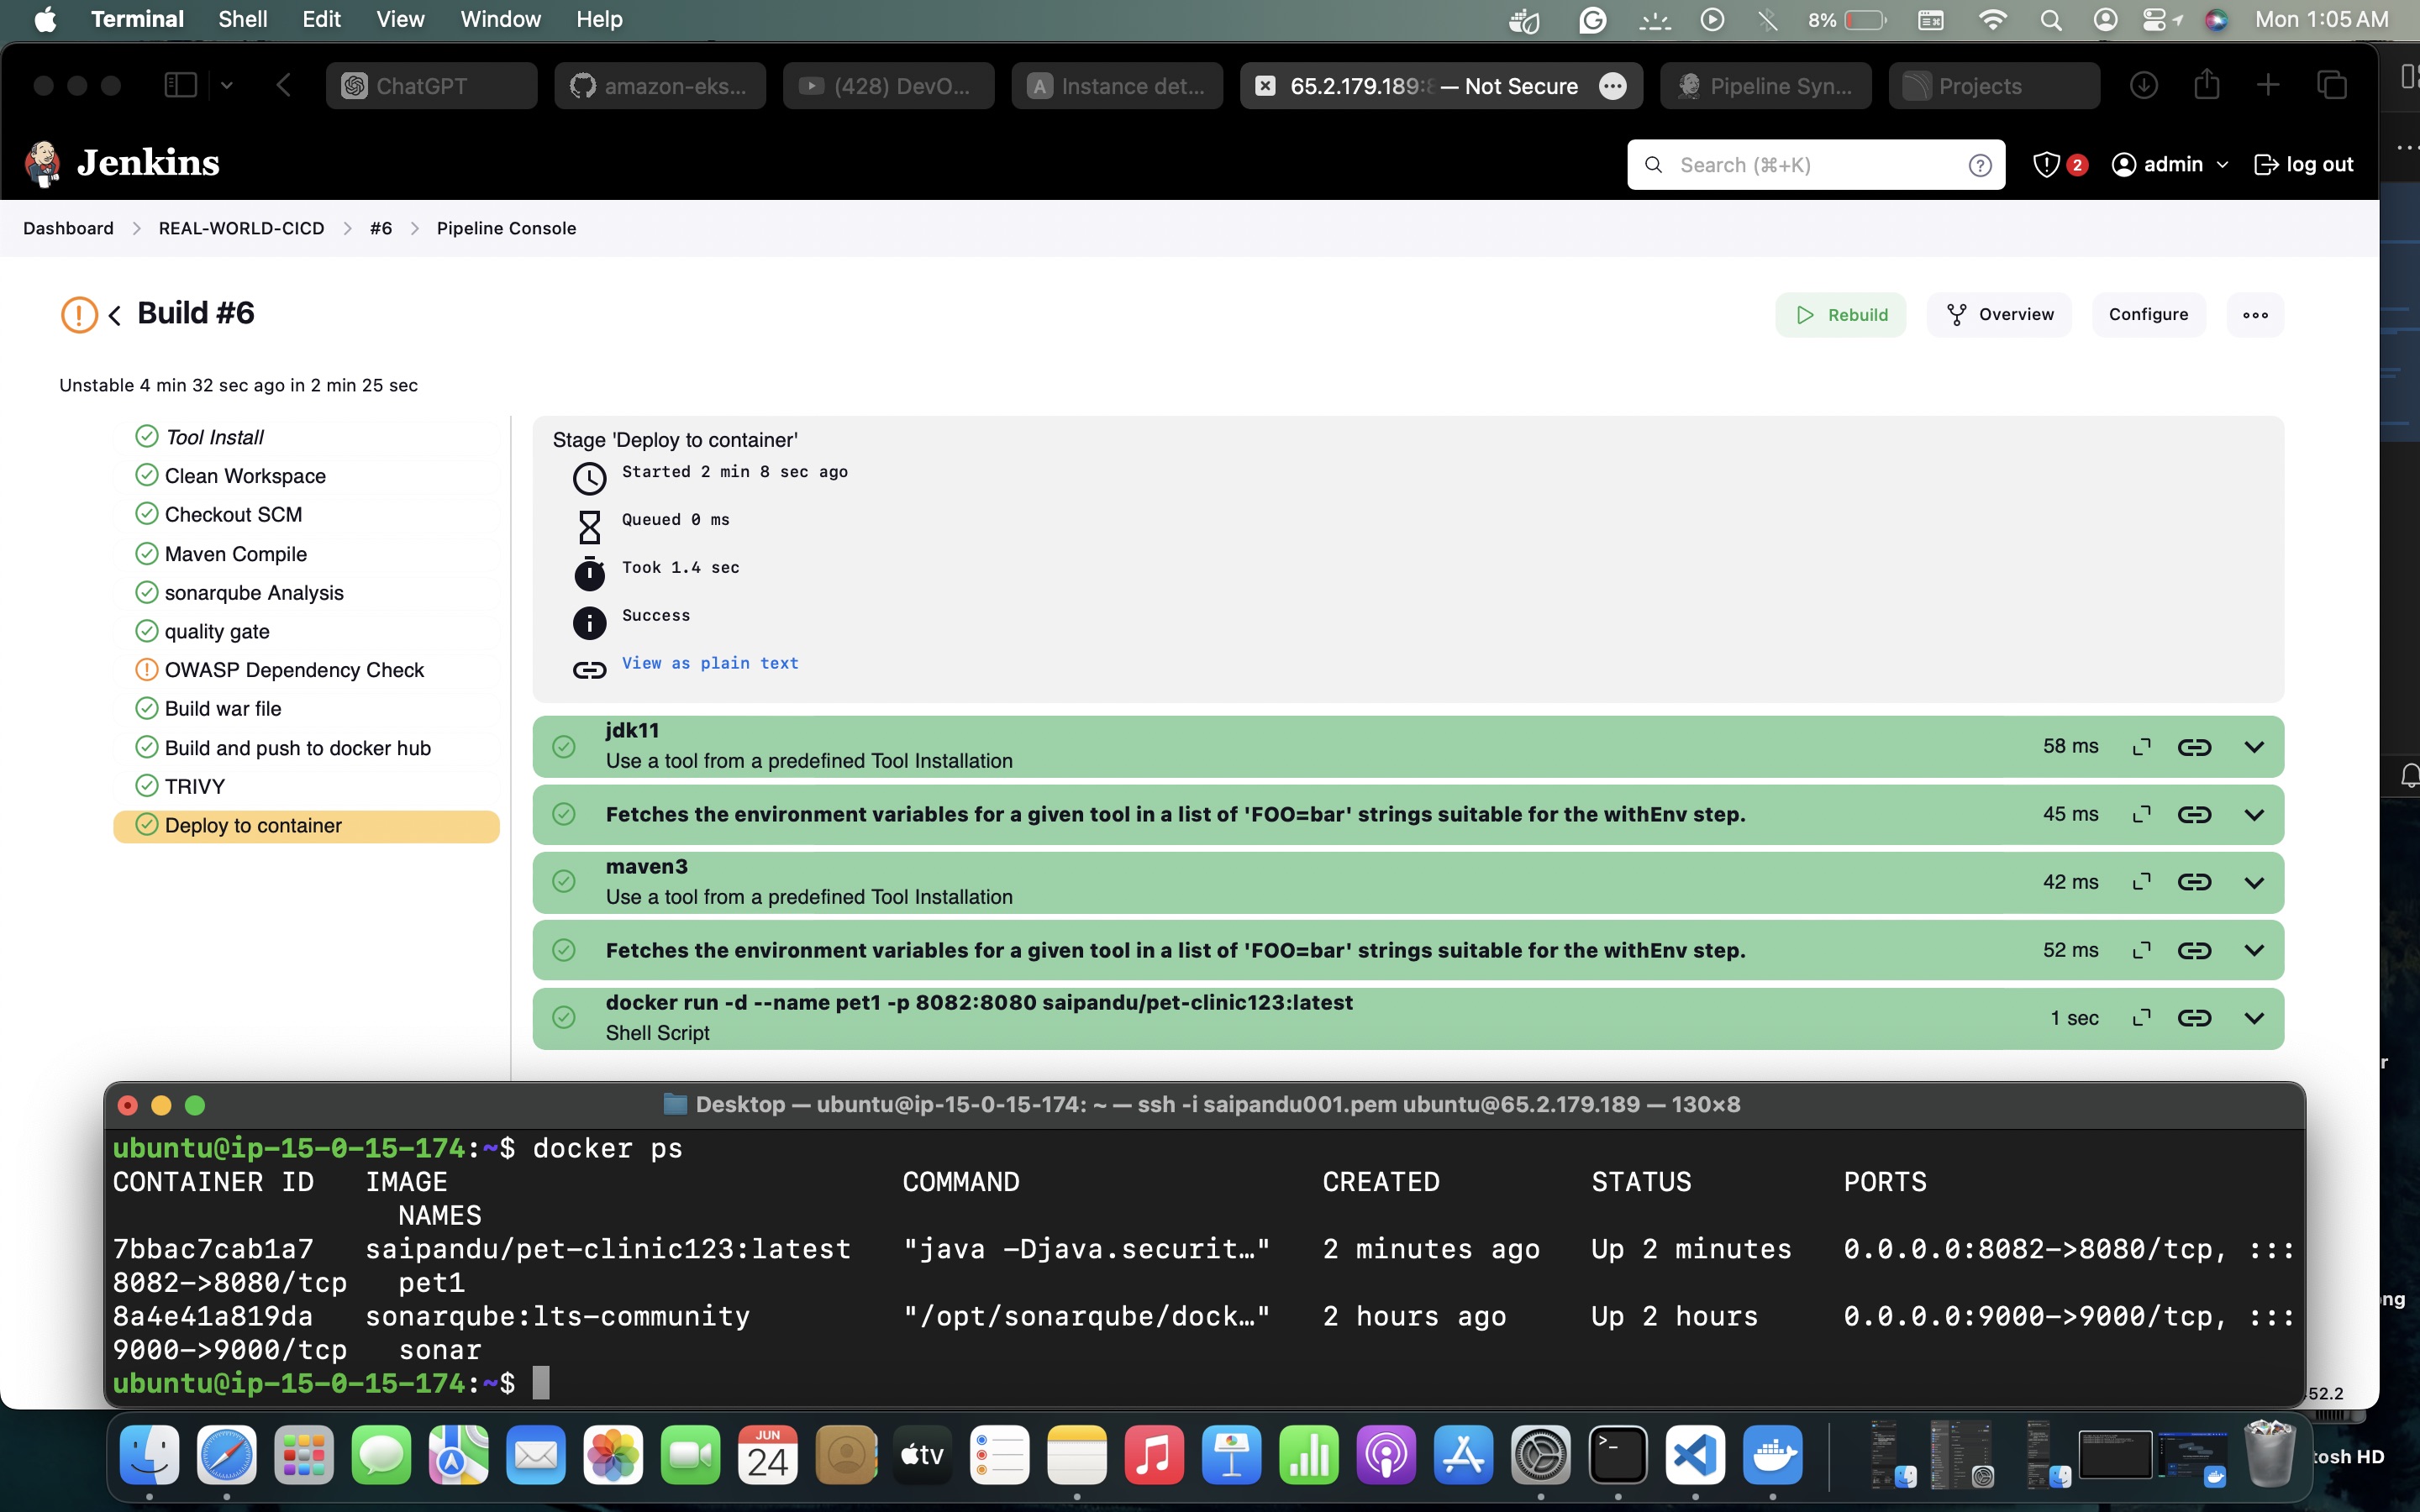 Terminal Shell Edit View Window Help 8% Mon 1:05 AM
ChatGPT amazon-eks... (428) DevO... Instance det... 65.2.179.189:8 — Not Secure Pipeline Syn... Projects
Jenkins Search (⌘+K) 2 admin log out
Dashboard REAL-WORLD-CICD #6 Pipeline Console
Build #6 Rebuild Overview Configure
Unstable 4 min 32 sec ago in 2 min 25 sec
Tool Install
Clean Workspace
Checkout SCM
Maven Compile
sonarqube Analysis
quality gate
OWASP Dependency Check
Build war file
Build and push to docker hub
TRIVY
Deploy to container
Stage 'Deploy to container'
Started 2 min 8 sec ago
Queued 0 ms
Took 1.4 sec
Success
View as plain text
jdk11
Use a tool from a predefined Tool Installation 58 ms
Fetches the environment variables for a given tool in a list of 'FOO=bar' strings suitable for the withEnv step. 45 ms
maven3
Use a tool from a predefined Tool Installation 42 ms
Fetches the environment variables for a given tool in a list of 'FOO=bar' strings suitable for the withEnv step. 52 ms
docker run -d --name pet1 -p 8082:8080 saipandu/pet-clinic123:latest
Shell Script 1 sec
Desktop — ubuntu@ip-15-0-15-174: ~ — ssh -i saipandu001.pem ubuntu@65.2.179.189 — 130×8
ubuntu@ip-15-0-15-174:~$ docker ps
CONTAINER ID IMAGE COMMAND CREATED STATUS PORTS
NAMES
7bbac7cab1a7 saipandu/pet-clinic123:latest "java -Djava.securit…" 2 minutes ago Up 2 minutes 0.0.0.0:8082->8080/tcp, :::
8082->8080/tcp pet1
8a4e41a819da sonarqube:lts-community "/opt/sonarqube/dock…" 2 hours ago Up 2 hours 0.0.0.0:9000->9000/tcp, :::
9000->9000/tcp sonar
ubuntu@ip-15-0-15-174:~$
52.2
JUN
24
tv
tosh HD